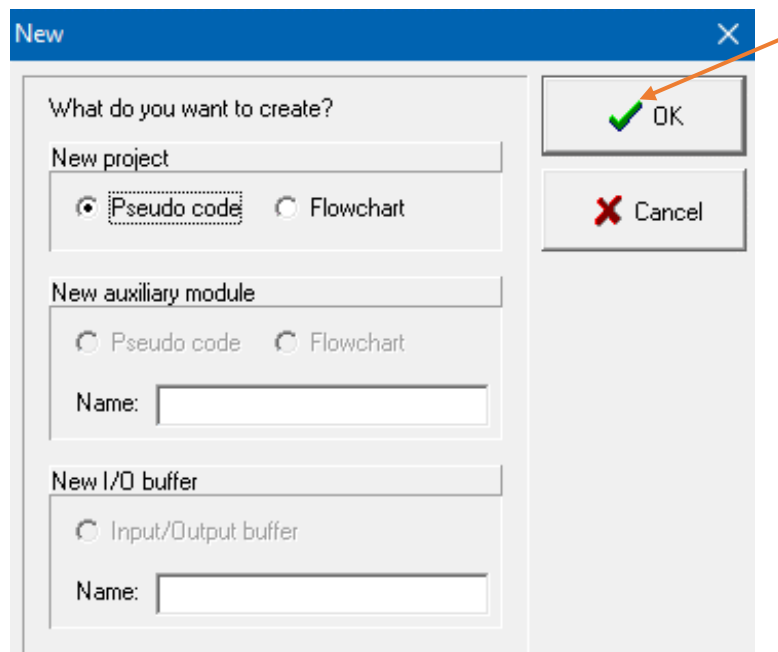 New
What do you want to create?
New project
Pseudo code Flowchart
New auxiliary module
Pseudo code Flowchart
Name:
New I/O buffer
Input/Output buffer
Name:
OK
Cancel